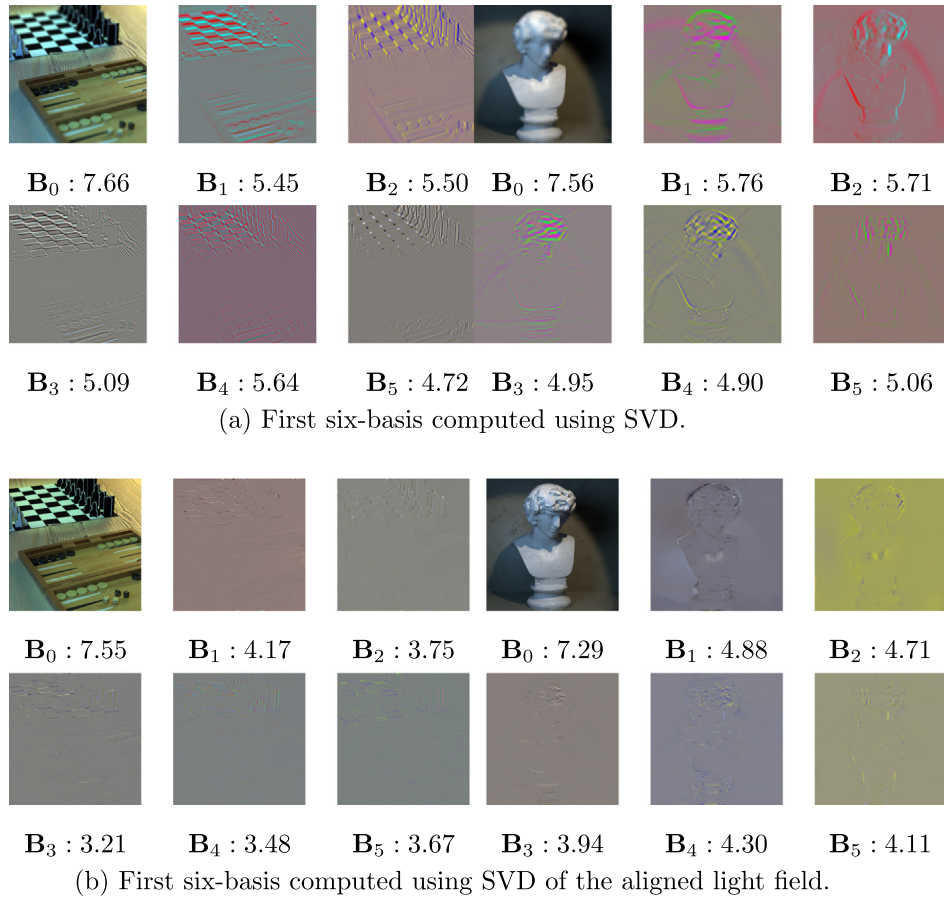 B₀ : 7.66 B₁ : 5.45 B₂ : 5.50 B₀ : 7.56 B₁ : 5.76 B₂ : 5.71
B₃ : 5.09 B₄ : 5.64 B₅ : 4.72 B₃ : 4.95 B₄ : 4.90 B₅ : 5.06
(a) First six-basis computed using SVD.
B₀ : 7.55 B₁ : 4.17 B₂ : 3.75 B₀ : 7.29 B₁ : 4.88 B₂ : 4.71
B₃ : 3.21 B₄ : 3.48 B₅ : 3.67 B₃ : 3.94 B₄ : 4.30 B₅ : 4.11
(b) First six-basis computed using SVD of the aligned light field.